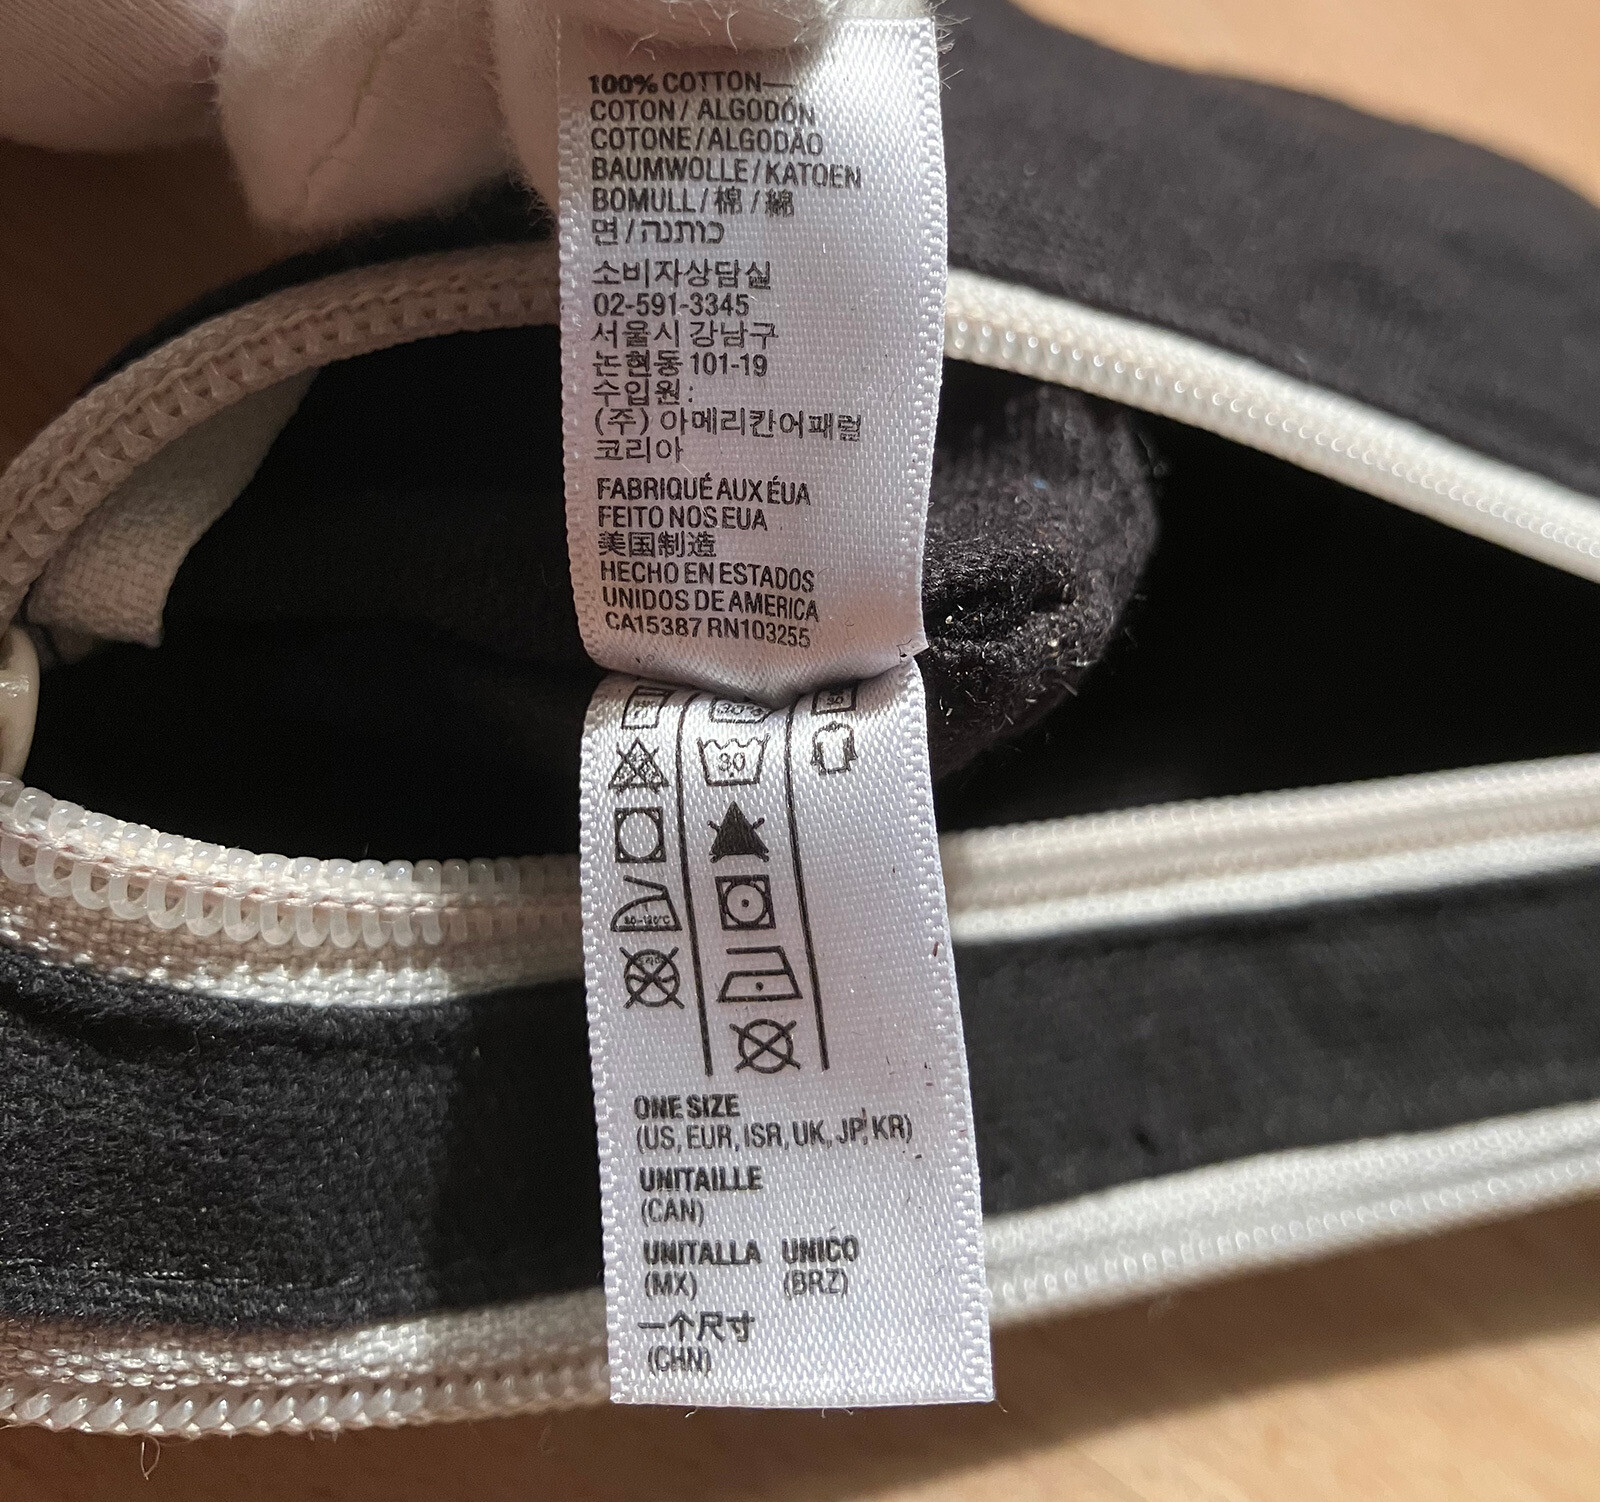 100% COTTON—
COTON / ALGODÓN
COTONE / ALGODÃO
BAUMWOLLE / KATOEN
BOMULL / 棉 / 綿
면 / כותנה
소비자상담실
02-591-3345
서울시 강남구
논현동 101-19
수입원 :
(주) 아메리칸어패럴
코리아
FABRIQUÉ AUX ÉUA
FEITO NOS EUA
美国制造
HECHO EN ESTADOS
UNIDOS DE AMERICA
CA15387 RN103255
30
80-120°C
ONE SIZE
(US, EUR, ISR, UK, JP, KR)
UNITAILLE
(CAN)
UNITALLA UNICO
(MX) (BRZ)
一个尺寸
(CHN)